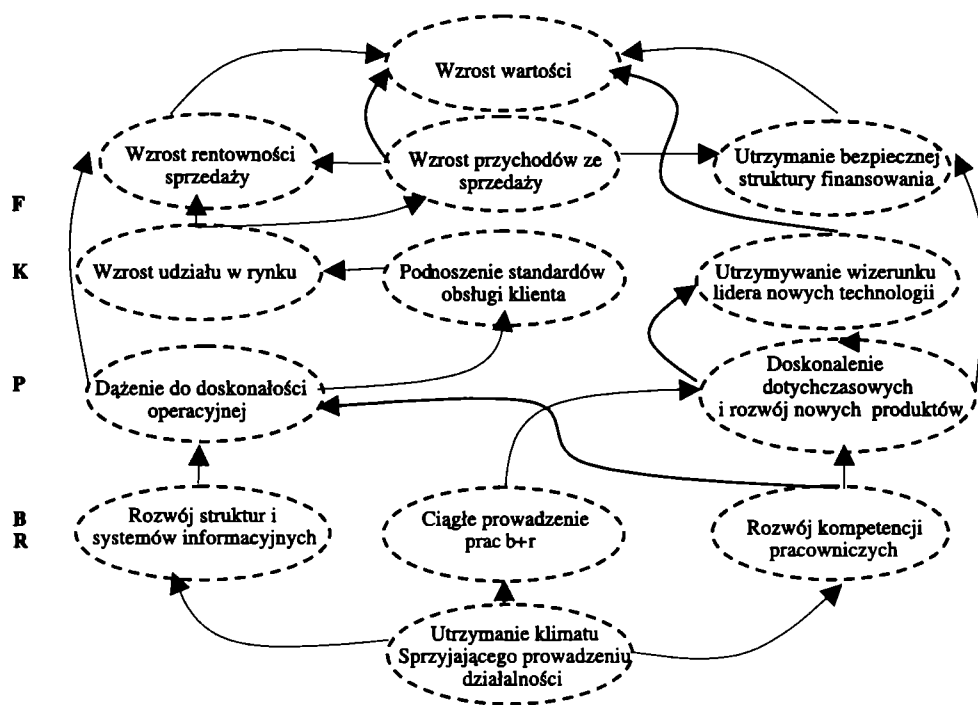 Wzrost wartości
Wzrost rentowności
sprzedaży
Wzrost przychodów ze
sprzedaży
Utrzymanie bezpiecznej
struktury finansowania
F
K
Wzrost udziału w rynku
Podnoszenie standardów
obsługi klienta
Utrzymywanie wizerunku
lidera nowych technologii
P
Dążenie do doskonałości
operacyjnej
Doskonalenie
dotychczasowych
i rozwój nowych produktów
B
R
Rozwój struktur i
systemów informacyjnych
Ciągłe prowadzenie
prac b+r
Rozwój kompetencji
pracowniczych
Utrzymanie klimatu
Sprzyjającego prowadzeniu
działalności